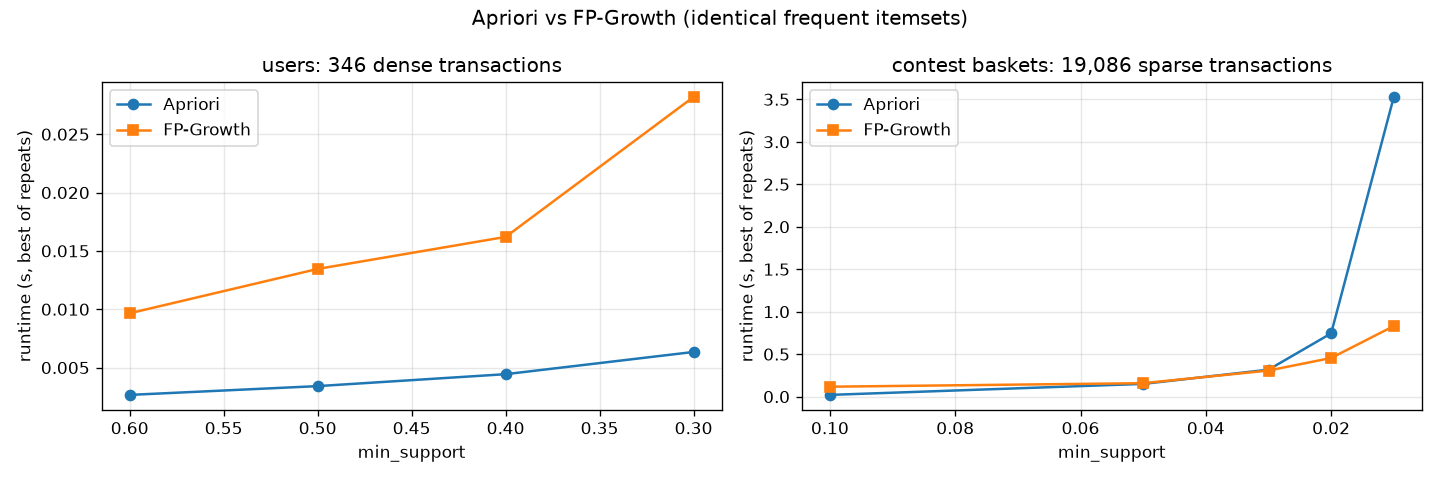 Apriori vs FP-Growth (identical frequent itemsets)
users: 346 dense transactions
Apriori
FP-Growth
runtime (s, best of repeats)
0.025
0.020
0.015
0.010
0.005
0.60 0.55 0.50 0.45 0.40 0.35 0.30
min_support
contest baskets: 19,086 sparse transactions
Apriori
FP-Growth
runtime (s, best of repeats)
3.5
3.0
2.5
2.0
1.5
1.0
0.5
0.0
0.10 0.08 0.06 0.04 0.02
min_support